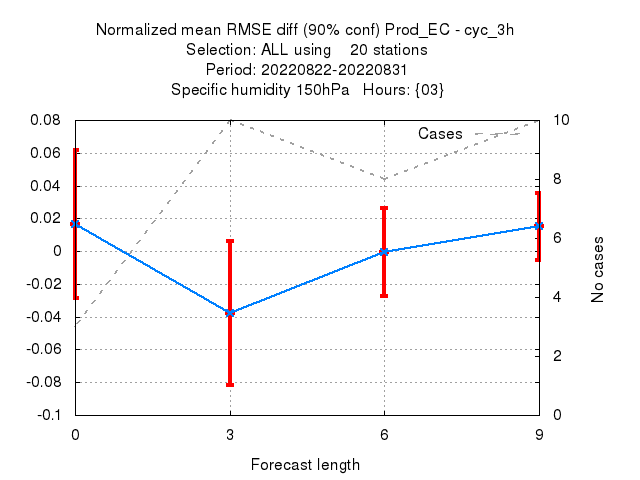 Normalized mean RMSE diff (90% conf) Prod_EC - cyc_3h
Selection: ALL using    20 stations
Period: 20220822-20220831
Specific humidity 150hPa   Hours: {03}
Cases
0.08
0.06
0.04
0.02
0
-0.02
-0.04
-0.06
-0.08
-0.1
10
8
6
4
2
0
No cases
0 3 6 9
Forecast length